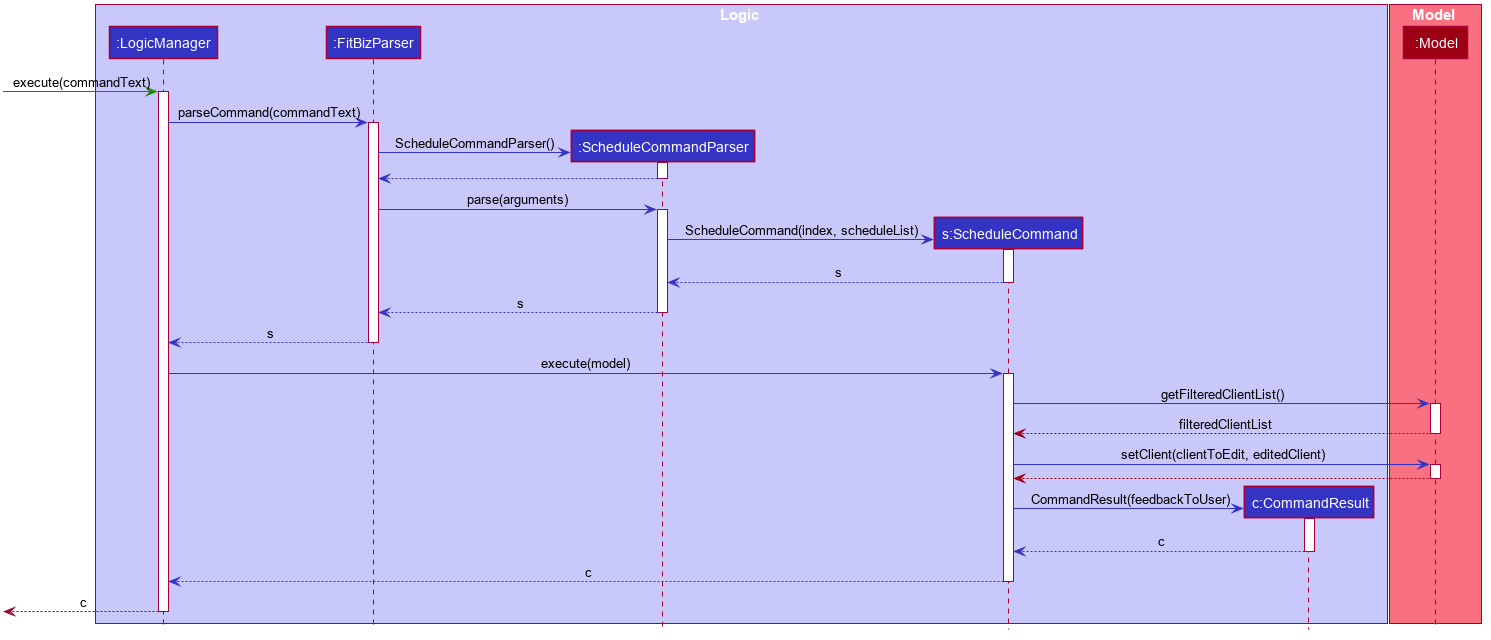 Logic
Model
:LogicManager
:FitBizParser
:Model
execute(commandText)
parseCommand(commandText)
ScheduleCommandParser()
:ScheduleCommandParser
parse(arguments)
ScheduleCommand(index, scheduleList)
s:ScheduleCommand
s
s
s
execute(model)
getFilteredClientList()
filteredClientList
setClient(clientToEdit, editedClient)
CommandResult(feedbackToUser)
c:CommandResult
c
c
c